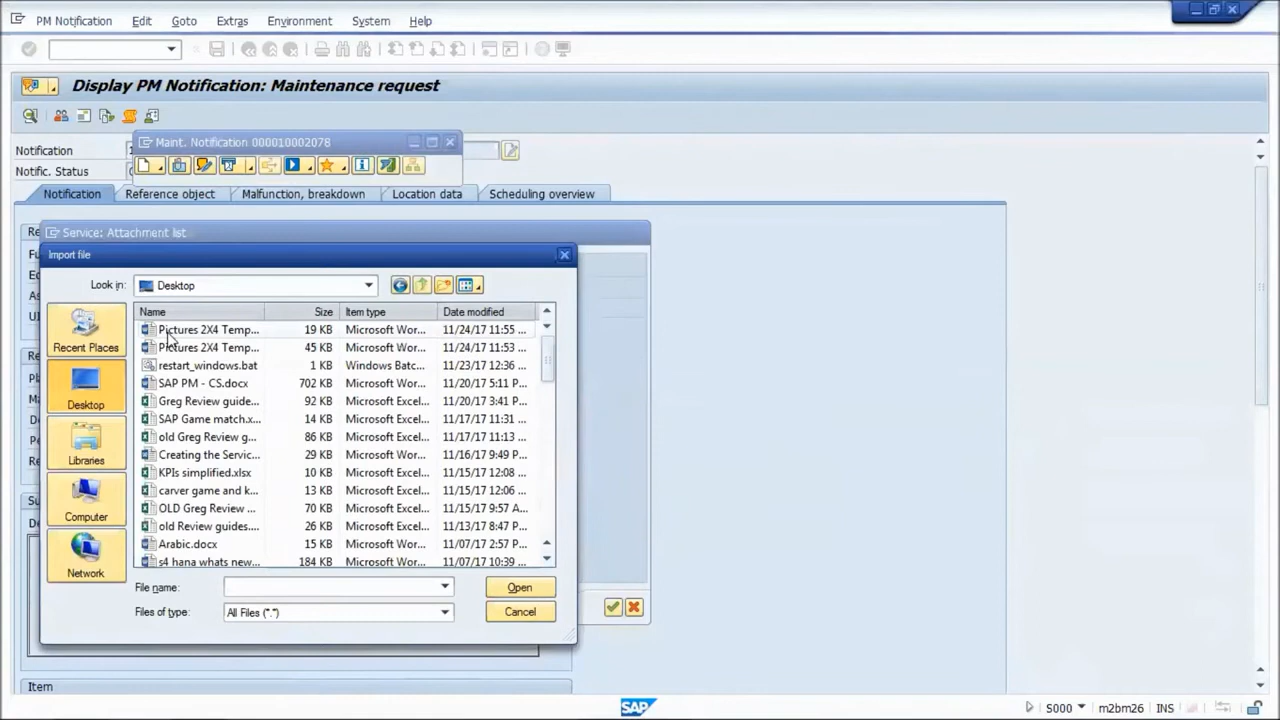 PM Notification Edit Goto Extras Environment System Help
Display PM Notification: Maintenance request
Maint. Notification 000010002078
Notification
Notific. Status
Notification Reference object Malfunction, breakdown Location data Scheduling overview
Service: Attachment list
Import file
Look in: Desktop
Name Size Item type Date modified
Pictures 2X4 Temp... 19 KB Microsoft Wor... 11/24/17 11:55 ...
Pictures 2X4 Temp... 45 KB Microsoft Wor... 11/24/17 11:53 ...
restart_windows.bat 1 KB Windows Batc... 11/23/17 12:36 ...
SAP PM - CS.docx 702 KB Microsoft Wor... 11/20/17 5:11 P...
Greg Review guide... 92 KB Microsoft Excel... 11/20/17 3:41 P...
SAP Game match.x... 14 KB Microsoft Excel... 11/17/17 11:31 ...
old Greg Review g... 86 KB Microsoft Excel... 11/17/17 11:13 ...
Creating the Servic... 29 KB Microsoft Wor... 11/16/17 9:49 P...
KPIs simplified.xlsx 10 KB Microsoft Excel... 11/15/17 12:08 ...
carver game and k... 13 KB Microsoft Excel... 11/15/17 12:06 ...
OLD Greg Review ... 70 KB Microsoft Excel... 11/15/17 9:57 A...
old Review guides.... 26 KB Microsoft Excel... 11/13/17 8:47 P...
Arabic.docx 15 KB Microsoft Wor... 11/07/17 2:57 P...
s4 hana whats new... 184 KB Microsoft Wor... 11/07/17 10:39 ...
Recent Places
Desktop
Libraries
Computer
Network
File name: Open
Files of type: All Files (*.*) Cancel
Item
SAP S000 m2bm26 INS